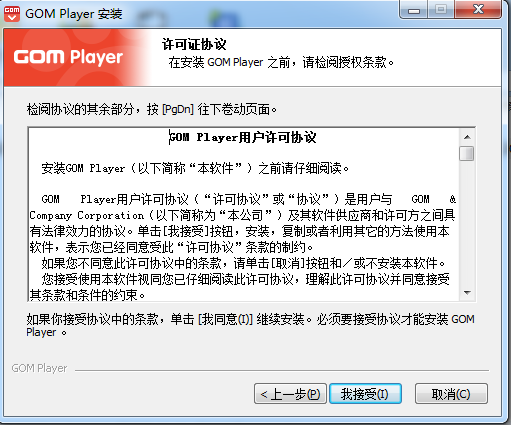 GOM Player 安装
GOM Player
许可证协议
在安装 GOM Player 之前，请检阅授权条款。
检阅协议的其余部分，按 [PgDn] 往下卷动页面。
GOM Player用户许可协议
安装GOM Player（以下简称“本软件”）之前请仔细阅读。
GOM Player用户许可协议（“许可协议”或“协议”）是用户与 GOM &
Company Corporation（以下简称为“本公司”）及其软件供应商和许可方之间具
有法律效力的协议。单击[我接受]按钮，安装，复制或者利用其它的方法使用本
软件，表示您已经同意受此“许可协议”条款的制约。
如果您不同意此许可协议中的条款，请单击[取消]按钮和／或不安装本软件。
您接受使用本软件视同您已仔细阅读此许可协议，理解此许可协议并同意接受
其条款和条件的约束。
如果你接受协议中的条款，单击 [我同意(I)] 继续安装。必须要接受协议才能安装 GOM
Player 。
GOM Player
< 上一步(P) 我接受(I) 取消(C)